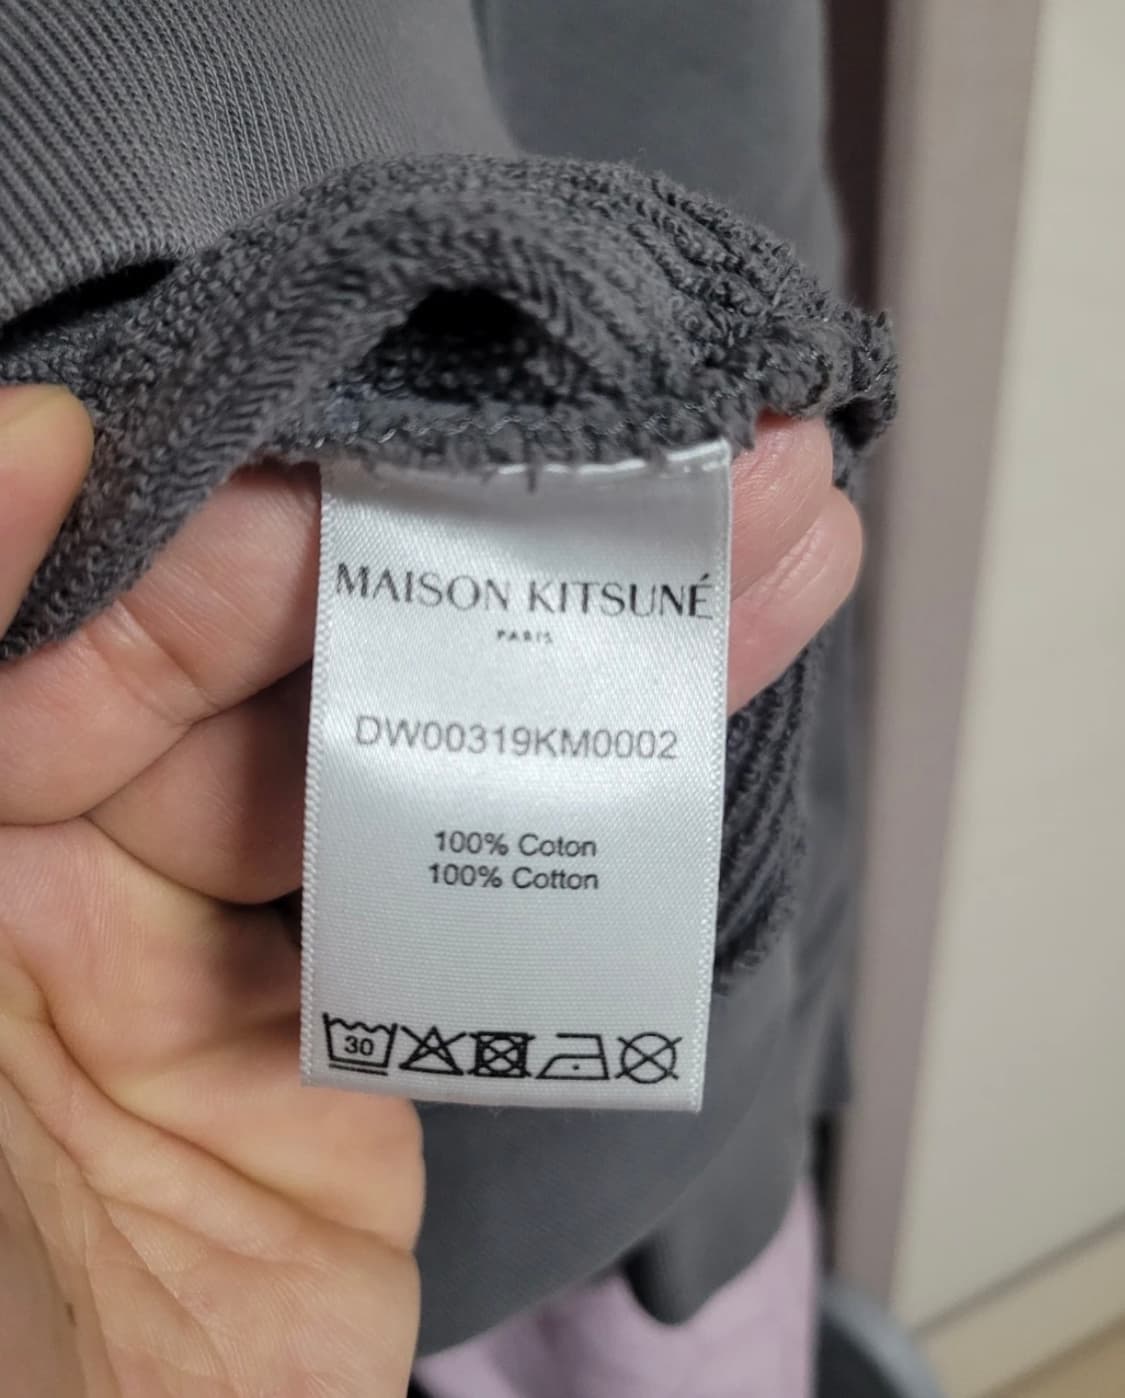 MAISON KITSUNÉ
PARIS
DW00319KM0002
100% Coton
100% Cotton
30